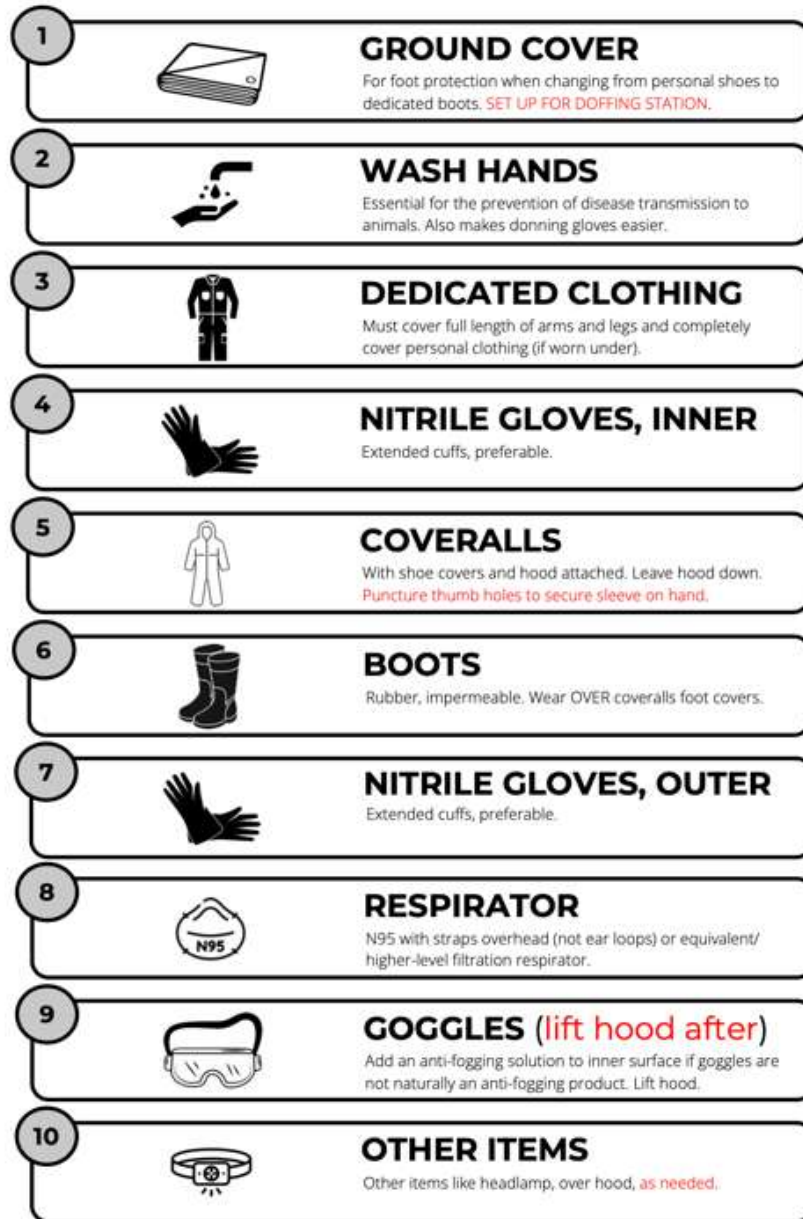 1
GROUND COVER
For foot protection when changing from personal shoes to
dedicated boots. SET UP FOR DOFFING STATION.
2
WASH HANDS
Essential for the prevention of disease transmission to
animals. Also makes donning gloves easier.
3
DEDICATED CLOTHING
Must cover full length of arms and legs and completely
cover personal clothing (if worn under).
4
NITRILE GLOVES, INNER
Extended cuffs, preferable.
5
COVERALLS
With shoe covers and hood attached. Leave hood down.
Puncture thumb holes to secure sleeve on hand.
6
BOOTS
Rubber, impermeable. Wear OVER coveralls foot covers.
7
NITRILE GLOVES, OUTER
Extended cuffs, preferable.
8
N95
RESPIRATOR
N95 with straps overhead (not ear loops) or equivalent/
higher-level filtration respirator.
9
GOGGLES (lift hood after)
Add an anti-fogging solution to inner surface if goggles are
not naturally an anti-fogging product. Lift hood.
10
OTHER ITEMS
Other items like headlamp, over hood, as needed.